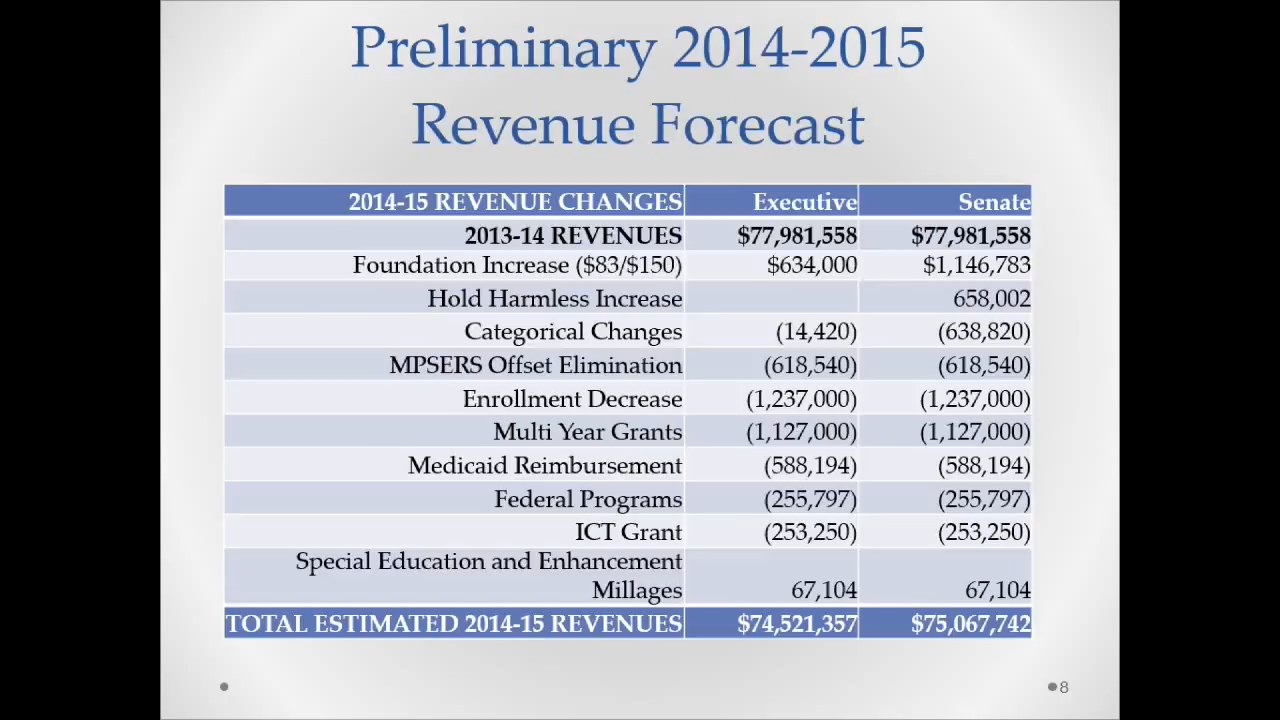 Preliminary 2014-2015
Revenue Forecast
2014-15 REVENUE CHANGES Executive Senate
2013-14 REVENUES $77,981,558 $77,981,558
Foundation Increase ($83/$150) $634,000 $1,146,783
Hold Harmless Increase 658,002
Categorical Changes (14,420) (638,820)
MPSERS Offset Elimination (618,540) (618,540)
Enrollment Decrease (1,237,000) (1,237,000)
Multi Year Grants (1,127,000) (1,127,000)
Medicaid Reimbursement (588,194) (588,194)
Federal Programs (255,797) (255,797)
ICT Grant (253,250) (253,250)
Special Education and Enhancement
Millages 67,104 67,104
TOTAL ESTIMATED 2014-15 REVENUES $74,521,357 $75,067,742
8